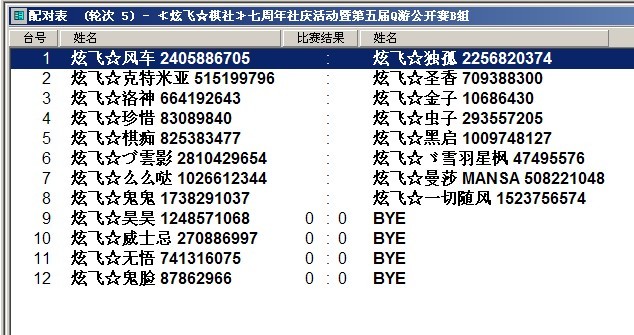 配对表 (轮次 5) - ≮炫飞☆棋社≯七周年社庆活动暨第五届Q游公开赛B组
台号 姓名 比赛结果 姓名
1 炫飞☆风车 2405886705 : 炫飞☆独孤 2256820374
2 炫飞☆克特米亚 515199796 : 炫飞☆圣香 709388300
3 炫飞☆洛神 664192643 : 炫飞☆金子 10686430
4 炫飞☆珍惜 83089840 : 炫飞☆虫子 293557205
5 炫飞☆棋痴 825383477 : 炫飞☆黑启 1009748127
6 炫飞☆づ雲影 2810429654 : 炫飞☆ヾ雪羽星枫 47495576
7 炫飞☆么么哒 1026612344 : 炫飞☆曼莎 MANSA 508221048
8 炫飞☆鬼鬼 1738291037 : 炫飞☆一切随风 1523756574
9 炫飞☆昊昊 1248571068 0 : 0 BYE
10 炫飞☆威士忌 270886997 0 : 0 BYE
11 炫飞☆无悟 741316075 0 : 0 BYE
12 炫飞☆鬼脸 87862966 0 : 0 BYE